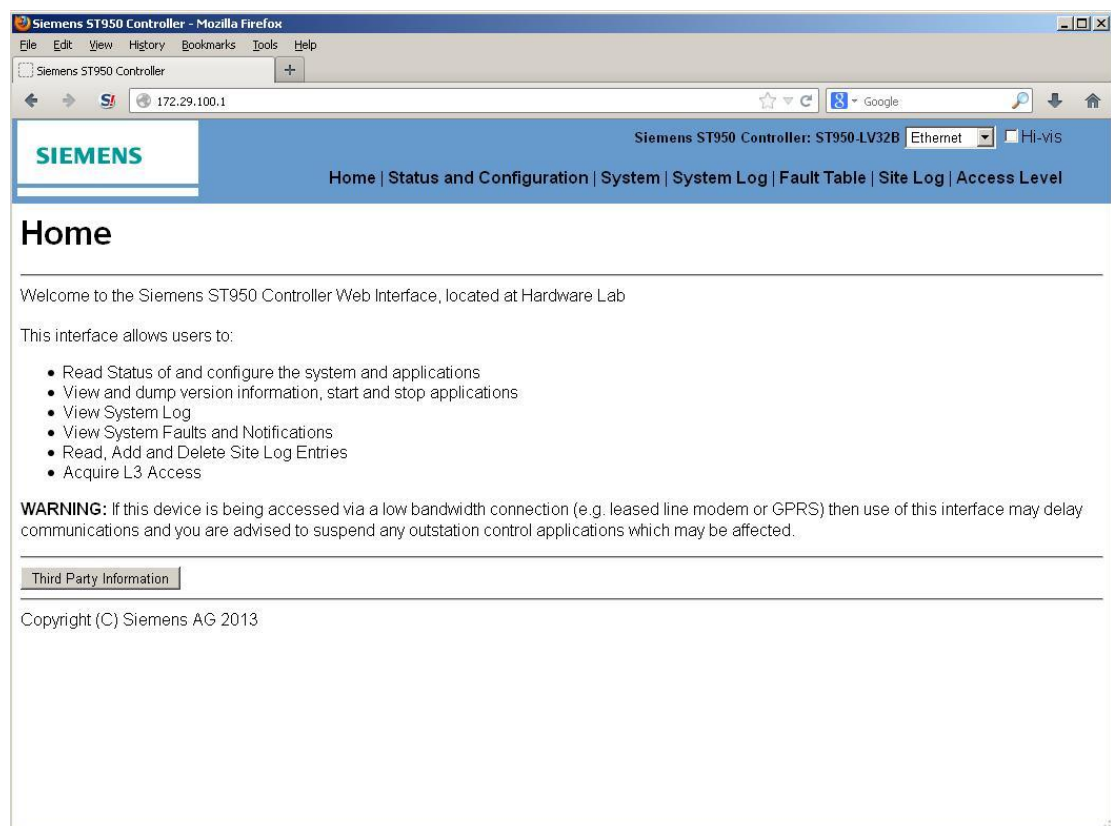 Siemens ST950 Controller - Mozilla Firefox
File Edit View History Bookmarks Tools Help
Siemens ST950 Controller +
172.29.100.1 Google
SIEMENS
Siemens ST950 Controller: ST950-LV32B Ethernet Hi-vis
Home | Status and Configuration | System | System Log | Fault Table | Site Log | Access Level
Home
Welcome to the Siemens ST950 Controller Web Interface, located at Hardware Lab
This interface allows users to:
• Read Status of and configure the system and applications
• View and dump version information, start and stop applications
• View System Log
• View System Faults and Notifications
• Read, Add and Delete Site Log Entries
• Acquire L3 Access
WARNING: If this device is being accessed via a low bandwidth connection (e.g. leased line modem or GPRS) then use of this interface may delay
communications and you are advised to suspend any outstation control applications which may be affected.
Third Party Information
Copyright (C) Siemens AG 2013